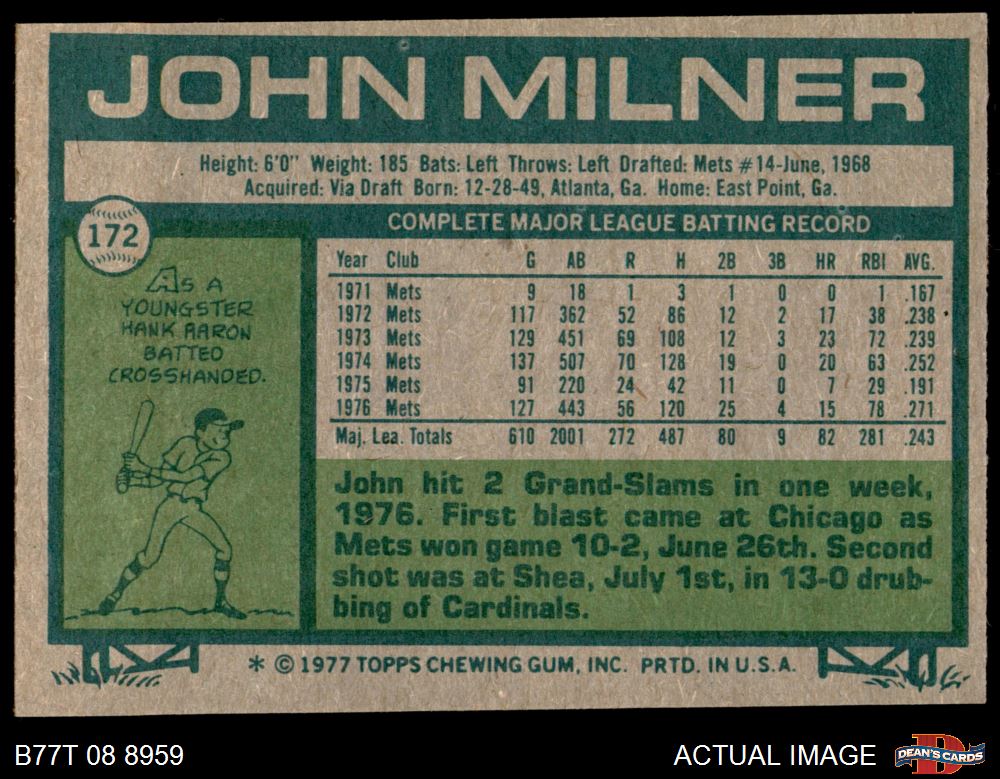 JOHN MILNER
Height: 6'0" Weight: 185 Bats: Left Throws: Left Drafted: Mets #14-June, 1968
Acquired: Via Draft Born: 12-28-49, Atlanta, Ga. Home: East Point, Ga.
172
AS A
YOUNGSTER
HANK AARON
BATTED
CROSSHANDED.
COMPLETE MAJOR LEAGUE BATTING RECORD
Year Club G AB R H 2B 3B HR RBI AVG.
1971 Mets 9 18 1 3 1 0 0 1 .167
1972 Mets 117 362 52 86 12 2 17 38 .238
1973 Mets 129 451 69 108 12 3 23 72 .239
1974 Mets 137 507 70 128 19 0 20 63 .252
1975 Mets 91 220 24 42 11 0 7 29 .191
1976 Mets 127 443 56 120 25 4 15 78 .271
Maj. Lea. Totals 610 2001 272 487 80 9 82 281 .243
John hit 2 Grand-Slams in one week,
1976. First blast came at Chicago as
Mets won game 10-2, June 26th. Second
shot was at Shea, July 1st, in 13-0 drub-
bing of Cardinals.
* © 1977 TOPPS CHEWING GUM, INC. PRTD. IN U.S.A.
B77T 08 8959
ACTUAL IMAGE
D
DEAN'S CARDS